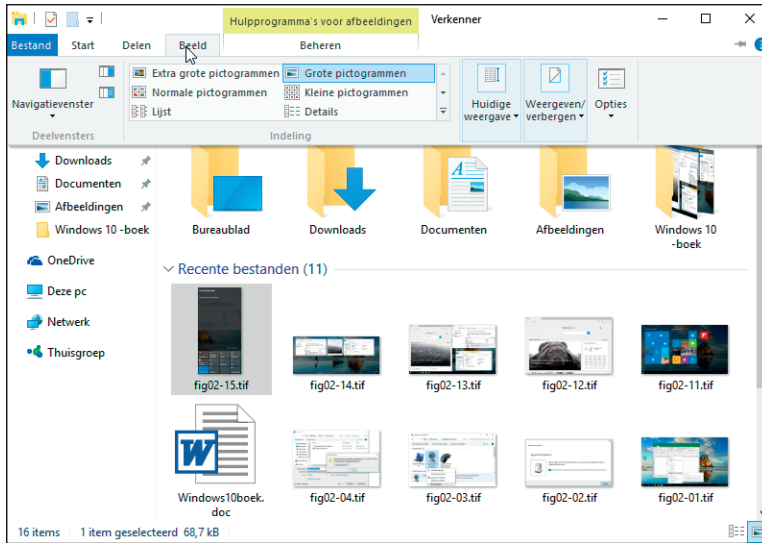 Hulpprogramma's voor afbeeldingen Verkenner
Bestand Start Delen Beeld Beheren
Extra grote pictogrammen Grote pictogrammen
Normale pictogrammen Kleine pictogrammen
Lijst Details
Navigatievenster
Huidige weergave
Weergeven/ verbergen
Opties
Deelvensters Indeling
Downloads
Documenten
Afbeeldingen
Windows 10 -boek
OneDrive
Deze pc
Netwerk
Thuisgroep
Bureaublad Downloads Documenten Afbeeldingen Windows 10
-boek
Recente bestanden (11)
fig02-15.tif fig02-14.tif fig02-13.tif fig02-12.tif fig02-11.tif
Windows10boek. fig02-04.tif fig02-03.tif fig02-02.tif fig02-01.tif
doc
16 items 1 item geselecteerd 68,7 kB